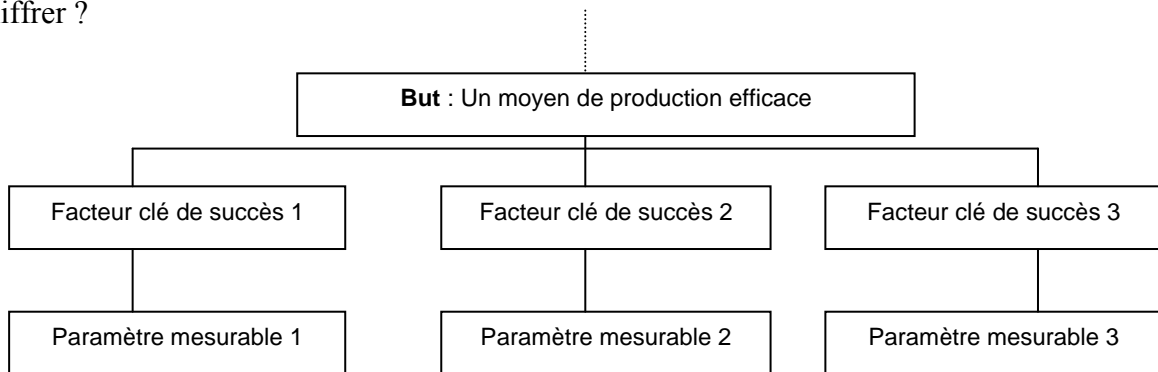 iffrer ?
But : Un moyen de production efficace
Facteur clé de succès 1
Facteur clé de succès 2
Facteur clé de succès 3
Paramètre mesurable 1
Paramètre mesurable 2
Paramètre mesurable 3